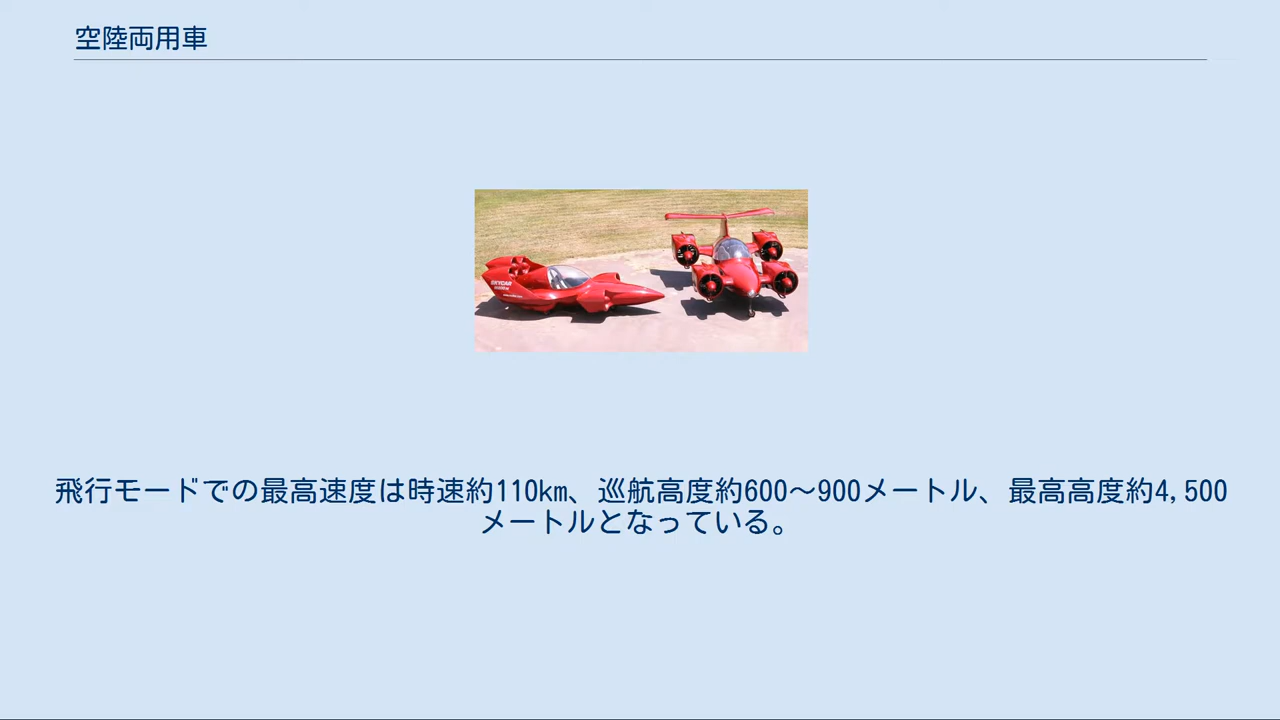 空陸両用車
SKYCAR
飛行モードでの最高速度は時速約110km、巡航高度約600～900メートル、最高高度約4,500
メートルとなっている。